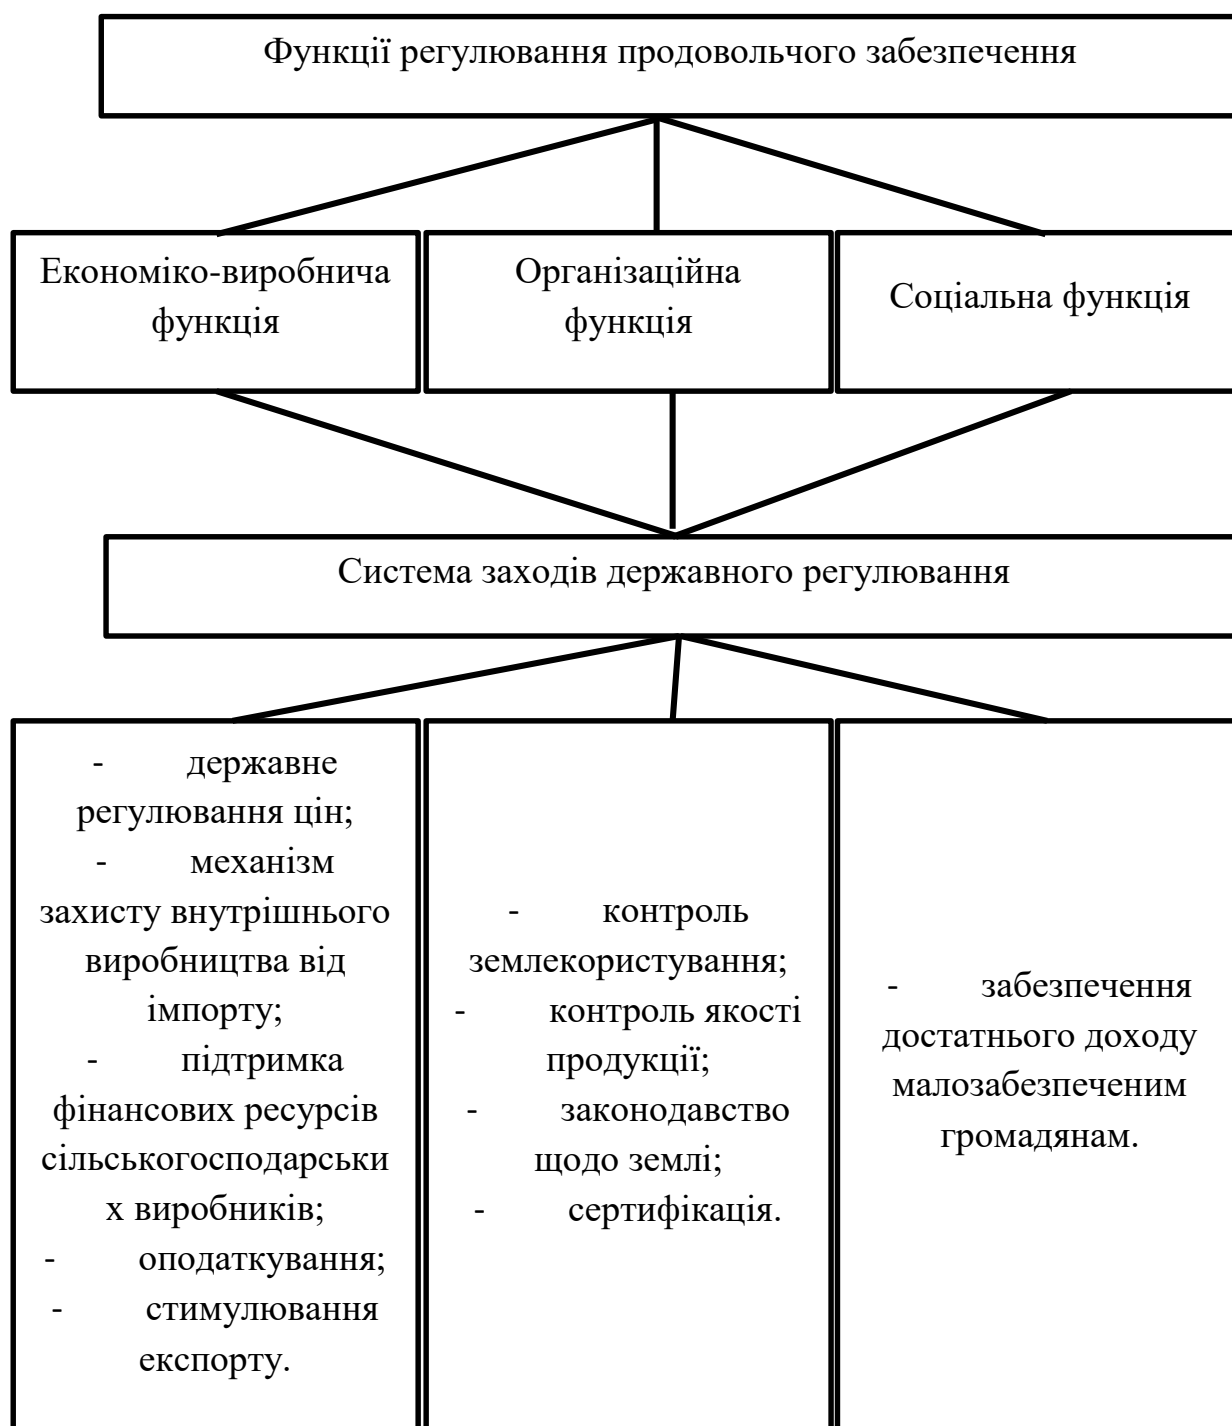 Функції регулювання продовольчого забезпечення
Економіко-виробнича
функція
Організаційна
функція
Соціальна функція
Система заходів державного регулювання
- державне
регулювання цін;
- механізм
захисту внутрішнього
виробництва від
імпорту;
- підтримка
фінансових ресурсів
сільськогосподарськи
х виробників;
- оподаткування;
- стимулювання
експорту.
- контроль
землекористування;
- контроль якості
продукції;
- законодавство
щодо землі;
- сертифікація.
- забезпечення
достатнього доходу
малозабезпеченим
громадянам.